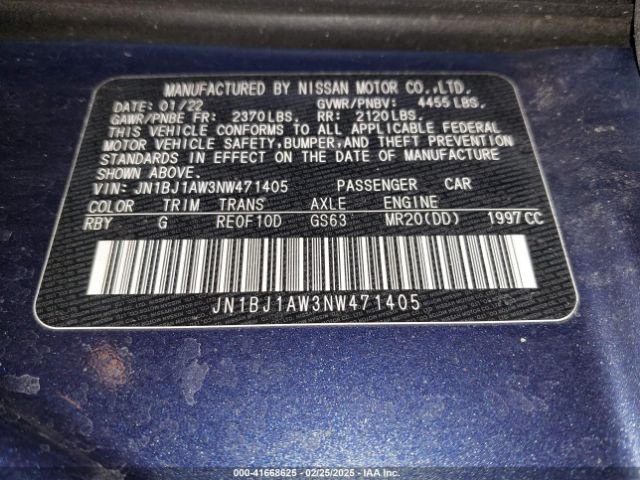 MANUFACTURED BY NISSAN MOTOR CO.,LTD.
DATE: 01/22 GVWR/PNBV: 4455 LBS.
GAWR/PNBE FR: 2370LBS. RR: 2120LBS.
THIS VEHICLE CONFORMS TO ALL APPLICABLE FEDERAL
MOTOR VEHICLE SAFETY,BUMPER,AND THEFT PREVENTION
STANDARDS IN EFFECT ON THE DATE OF MANUFACTURE
SHOWN ABOVE.
VIN: JN1BJ1AW3NW471405 PASSENGER CAR
COLOR TRIM TRANS AXLE ENGINE
RBY G RE0F10D GS63 MR20(DD) 1997CC
JN1BJ1AW3NW471405
000-41668625 - 02/25/2025 - IAA Inc.